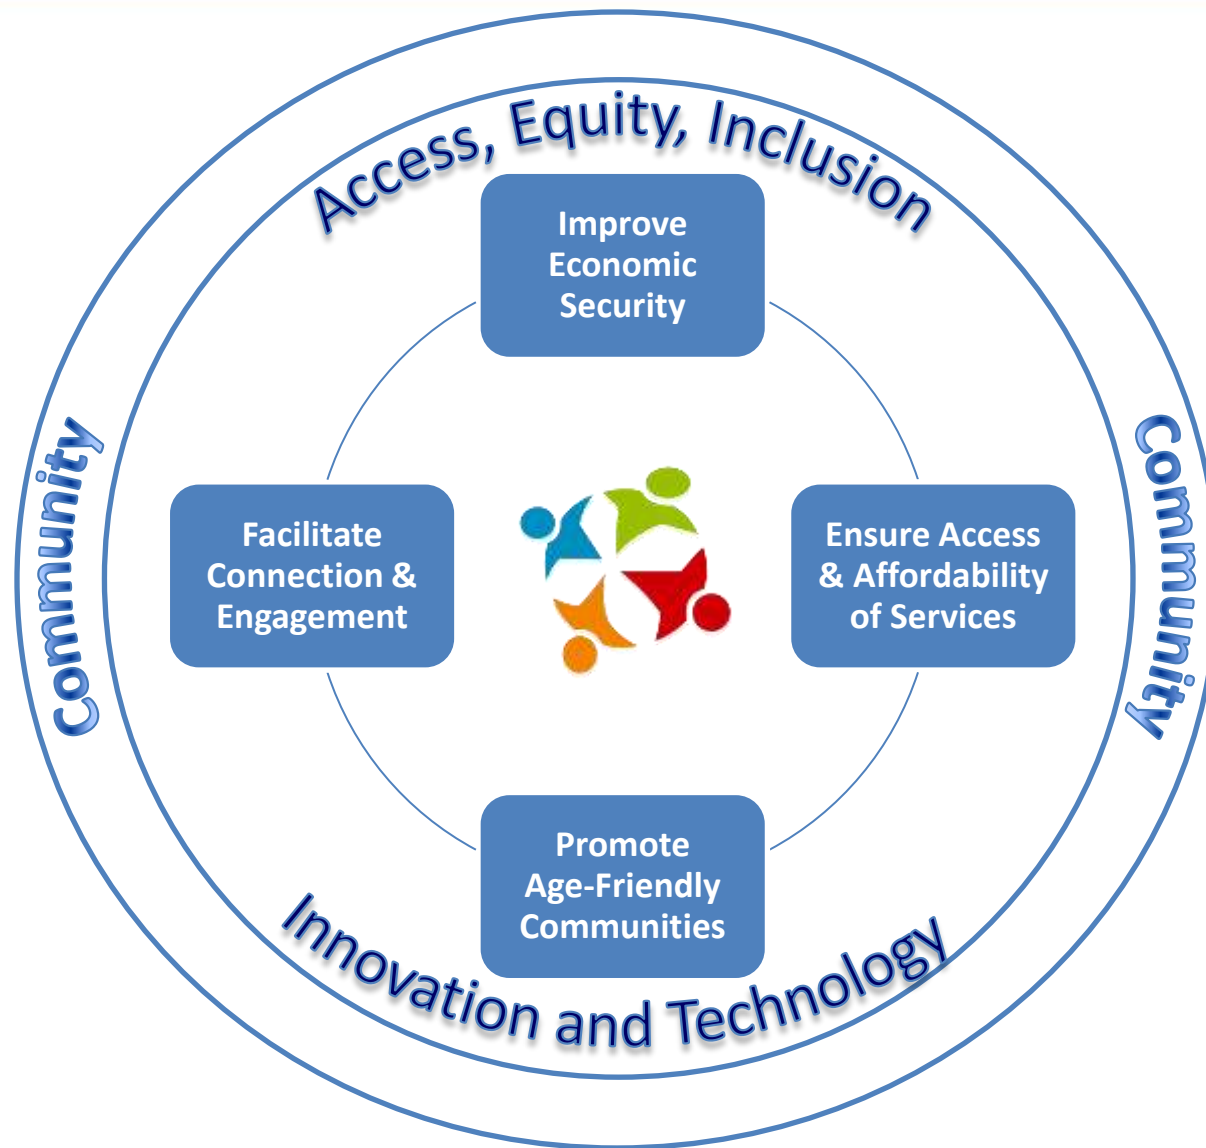 Access, Equity, Inclusion
Improve
Economic
Security
Community
Facilitate
Connection &
Engagement
Ensure Access
& Affordability
of Services
Community
Promote
Age-Friendly
Communities
Innovation and Technology